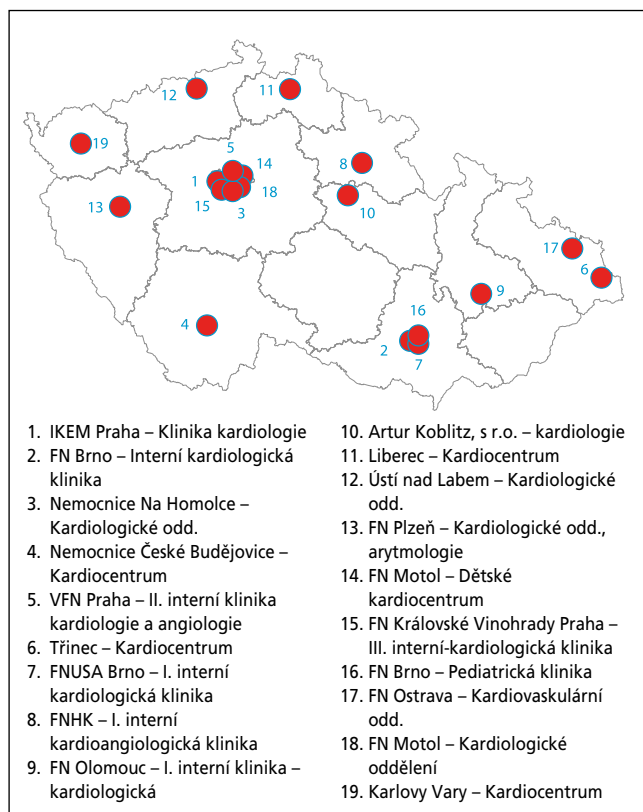 12
11
19
5
14
8
1
18
13
15
3
10
17
6
9
4
16
2
7
1. IKEM Praha – Klinika kardiologie
2. FN Brno – Interní kardiologická
klinika
3. Nemocnice Na Homolce –
Kardiologické odd.
4. Nemocnice České Budějovice –
Kardiocentrum
5. VFN Praha – II. interní klinika
kardiologie a angiologie
6. Třinec – Kardiocentrum
7. FNUSA Brno – I. interní
kardiologická klinika
8. FNHK – I. interní
kardioangiologická klinika
9. FN Olomouc – I. interní klinika –
kardiologická
10. Artur Koblitz, s r.o. – kardiologie
11. Liberec – Kardiocentrum
12. Ústí nad Labem – Kardiologické
odd.
13. FN Plzeň – Kardiologické odd.,
arytmologie
14. FN Motol – Dětské
kardiocentrum
15. FN Královské Vinohrady Praha –
III. interní-kardiologická klinika
16. FN Brno – Pediatrická klinika
17. FN Ostrava – Kardiovaskulární
odd.
18. FN Motol – Kardiologické
oddělení
19. Karlovy Vary – Kardiocentrum